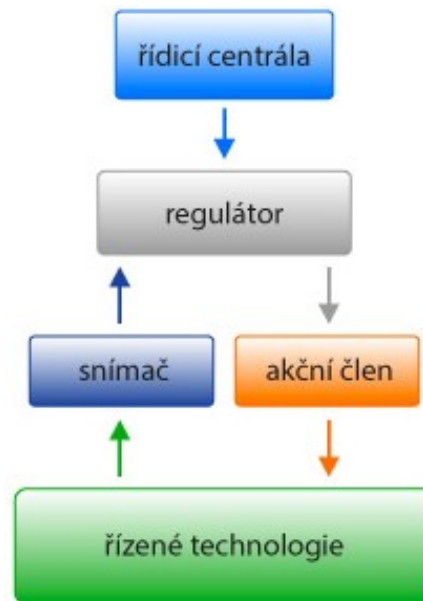 řídicí centrála
regulátor
snímač
akční člen
řízené technologie